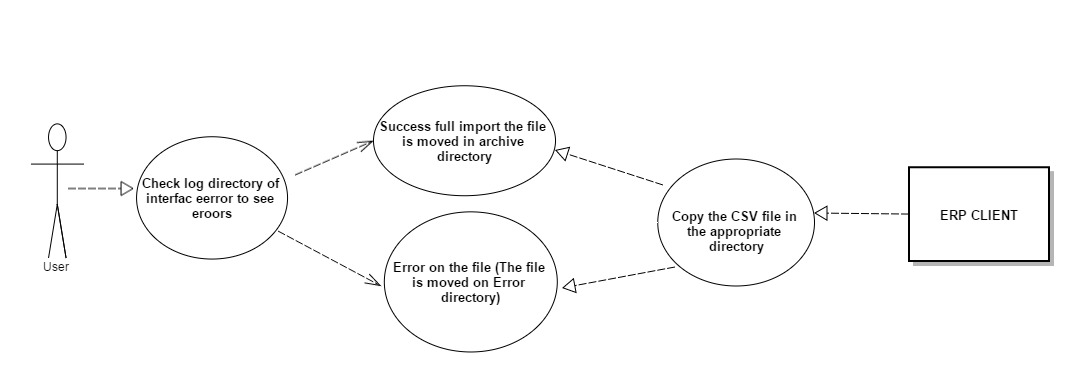 Success full import the file
is moved in archive
directory
Check log directory of
interfac eerror to see
eroors
User
Copy the CSV file in
the appropriate
directory
ERP CLIENT
Error on the file (The file
is moved on Error
directory)